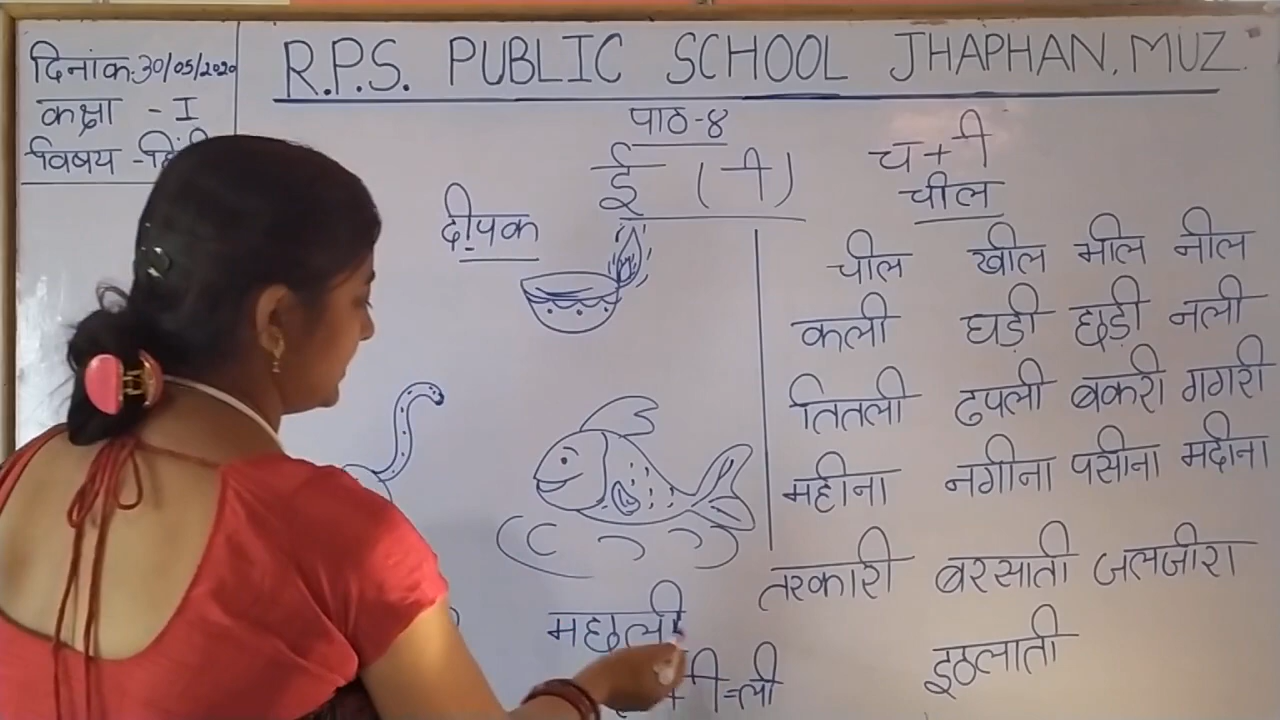 दिनांक:30/05/2020
कक्षा - I
विषय -
R.P.S. PUBLIC SCHOOL JHAPHAN, MUZ.
पाठ-४
ई ( ी )
च + ी
चील
दीपक
चील खील भील नील
कली घड़ी छड़ी नली
तितली ढपली बकरी गगरी
महीना नगीना पसीना मदीना
तरकारी बरसाती जलजीरा
इठलाती
मछली
+ ी=ली